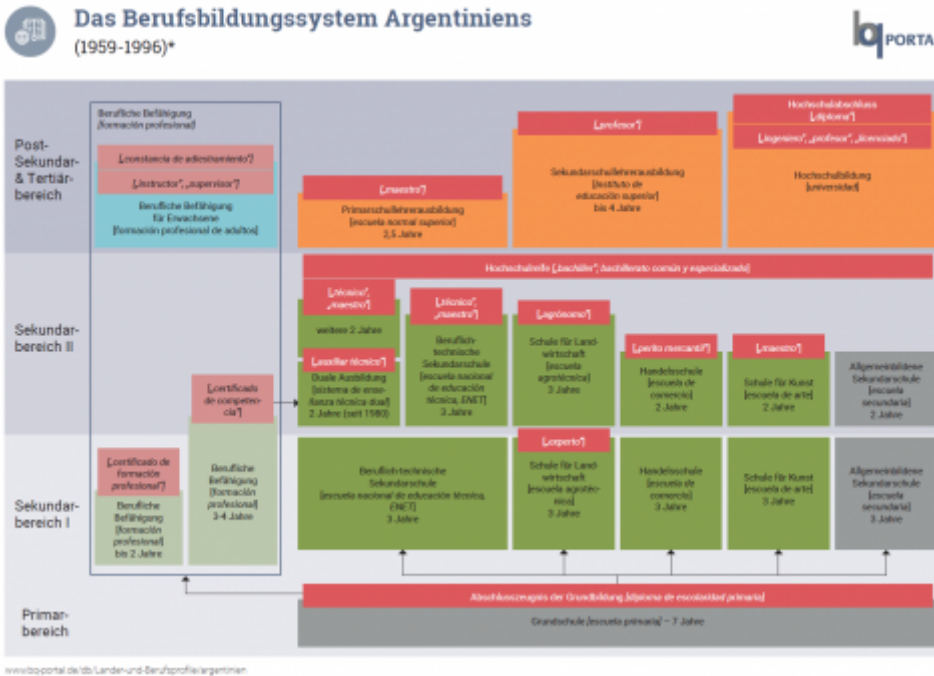 Das Berufsbildungssystem Argentiniens
(1959-1996)*
bq PORTA
Post-
Sekundar-
& Tertiär-
bereich
Berufliche Befähigung
[formación profesional]
[„constancia de adiestramiento“]
[„instructor“, „supervisor“]
Berufliche Befähigung
für Erwachsene
[formación profesional de adultos]
[„maestro“]
Primarschullehrerausbildung
[escuela normal superior]
2,5 Jahre
[„profesor“]
Sekundarschullehrerausbildung
[instituto de
educación superior]
bis 4 Jahre
Hochschulabschluss
[„diploma“]
[„ingeniero“, „profesor“, „licenciado“]
Hochschulbildung
[universidad]
Sekundar-
bereich II
Hochschulreife [„bachiller“, bachillerato común y especializado]
[„técnico“,
„maestro“]
weitere 2 Jahre
[„auxiliar técnico“]
Duale Ausbildung
[sistema de ense-
ñanza técnica dual]
2 Jahre (seit 1980)
[„técnico“,
„maestro“]
Beruflich-
technische
Sekundarschule
[escuela nacional
de educación
técnica, ENET]
3 Jahre
[„agrónomo“]
Schule für Land-
wirtschaft
[escuela
agrotécnica]
3 Jahre
[„perito mercantil“]
Handelsschule
[escuela de
comercio]
2 Jahre
[„maestro“]
Schule für Kunst
[escuela de arte]
2 Jahre
Allgemeinbildene
Sekundarschule
[escuela
secundaria]
2 Jahre
[„certificado
de competen-
cia“]
Sekundar-
bereich I
[„certificado de
formación
profesional“]
Berufliche
Befähigung
[formación
profesional]
bis 2 Jahre
Berufliche
Befähigung
[formación
profesional]
3-4 Jahre
Beruflich-technische
Sekundarschule
[escuela nacional de educación técnica,
ENET]
3 Jahre
[„experto“]
Schule für Land-
wirtschaft
[escuela agrotéc-
nica]
3 Jahre
Handelsschule
[escuela de
comercio]
3 Jahre
Schule für Kunst
[escuela de arte]
3 Jahre
Allgemeinbildene
Sekundarschule
[escuela
secundaria]
3 Jahre
Primar-
bereich
Abschlusszeugnis der Grundbildung [diploma de escolaridad primaria]
Grundschule [escuela primaria] – 7 Jahre
www.bq-portal.de/db/Länder-und-Berufsprofile/argentinien